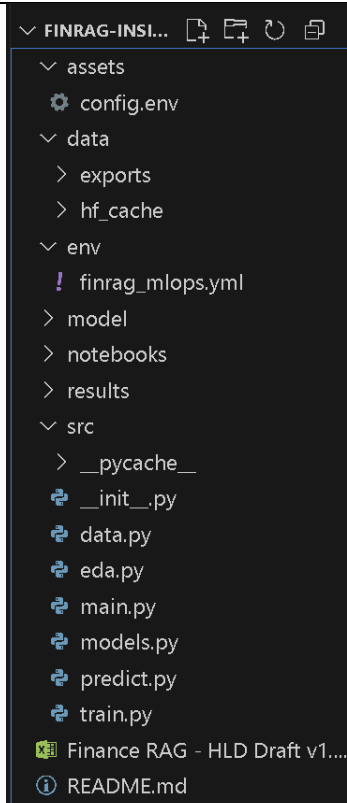 FINRAG-INSI...
assets
config.env
data
exports
hf_cache
env
! finrag_mlops.yml
model
notebooks
results
src
__pycache__
__init__.py
data.py
eda.py
main.py
models.py
predict.py
train.py
Finance RAG - HLD Draft v1....
README.md